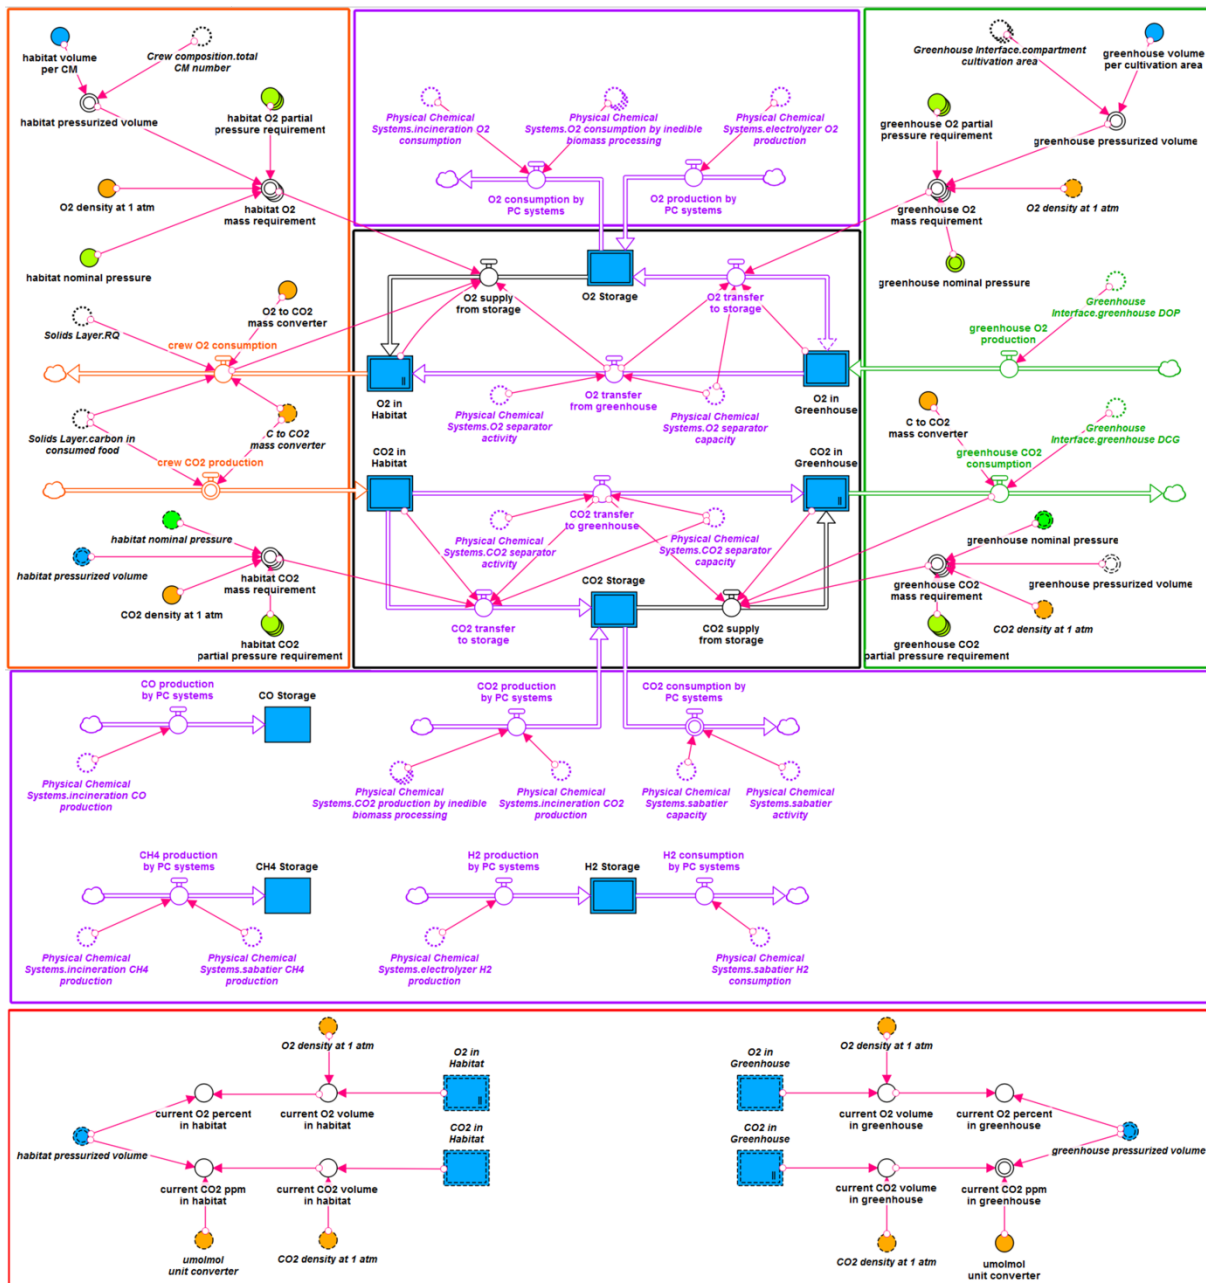 habitat volume
per CM
Crew composition.total
CM number
habitat pressurized volume
habitat O2 partial
pressure requirement
O2 density at 1 atm
habitat O2
mass requirement
habitat nominal pressure
O2 to CO2
mass converter
Solids Layer.RQ
crew O2 consumption
Solids Layer.carbon in
consumed food
C to CO2
mass converter
crew CO2 production
habitat nominal pressure
habitat pressurized volume
habitat CO2
mass requirement
CO2 density at 1 atm
habitat CO2
partial pressure requirement
Physical Chemical
Systems.incineration O2
consumption
Physical Chemical
Systems.O2 consumption by inedible
biomass processing
Physical Chemical
Systems.electrolyzer O2
production
O2 consumption by
PC systems
O2 production by
PC systems
O2 supply
from storage
O2 Storage
O2 transfer
to storage
O2 in
Habitat
O2 transfer
from greenhouse
O2 in
Greenhouse
Physical Chemical
Systems.O2 separator
activity
Physical Chemical
Systems.O2 separator
capacity
CO2 in
Habitat
CO2 in
Greenhouse
CO2 transfer
to greenhouse
Physical Chemical
Systems.CO2 separator
activity
Physical Chemical
Systems.CO2 separator
capacity
CO2 Storage
CO2 transfer
to storage
CO2 supply
from storage
Greenhouse Interface.compartment
cultivation area
greenhouse volume
per cultivation area
greenhouse O2 partial
pressure requirement
greenhouse pressurized volume
greenhouse O2
mass requirement
O2 density at 1 atm
greenhouse nominal pressure
Greenhouse
Interface.greenhouse DOP
greenhouse O2
production
C to CO2
mass converter
Greenhouse
Interface.greenhouse DCG
greenhouse CO2
consumption
greenhouse nominal pressure
greenhouse CO2
mass requirement
greenhouse pressurized volume
CO2 density at 1 atm
greenhouse CO2
partial pressure requirement
CO production
by PC systems
CO Storage
Physical Chemical
Systems.incineration CO
production
CO2 production
by PC systems
CO2 consumption by
PC systems
Physical Chemical
Systems.CO2 production by inedible
biomass processing
Physical Chemical
Systems.incineration CO2
production
Physical Chemical
Systems.sabatier
capacity
Physical Chemical
Systems.sabatier
activity
CH4 production
by PC systems
CH4 Storage
Physical Chemical
Systems.incineration CH4
production
Physical Chemical
Systems.sabatier CH4
production
H2 production
by PC systems
H2 Storage
H2 consumption
by PC systems
Physical Chemical
Systems.electrolyzer H2
production
Physical Chemical
Systems.sabatier H2
consumption
O2 density at 1 atm
O2 in
Habitat
current O2 percent
in habitat
current O2 volume
in habitat
habitat pressurized volume
CO2 in
Habitat
current CO2 ppm
in habitat
current CO2 volume
in habitat
umolmol
unit converter
CO2 density at 1 atm
O2 in
Greenhouse
O2 density at 1 atm
current O2 volume
in greenhouse
current O2 percent
in greenhouse
CO2 in
Greenhouse
greenhouse pressurized volume
current CO2 volume
in greenhouse
current CO2 ppm
in greenhouse
CO2 density at 1 atm
umolmol
unit converter